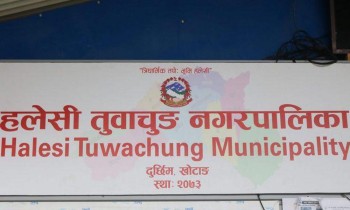 हलेसी तुवाचुङ नगरपालिका
Halesi Tuwachung Municipality
दुर्छिम, खोटाङ
स्थाः २०७३